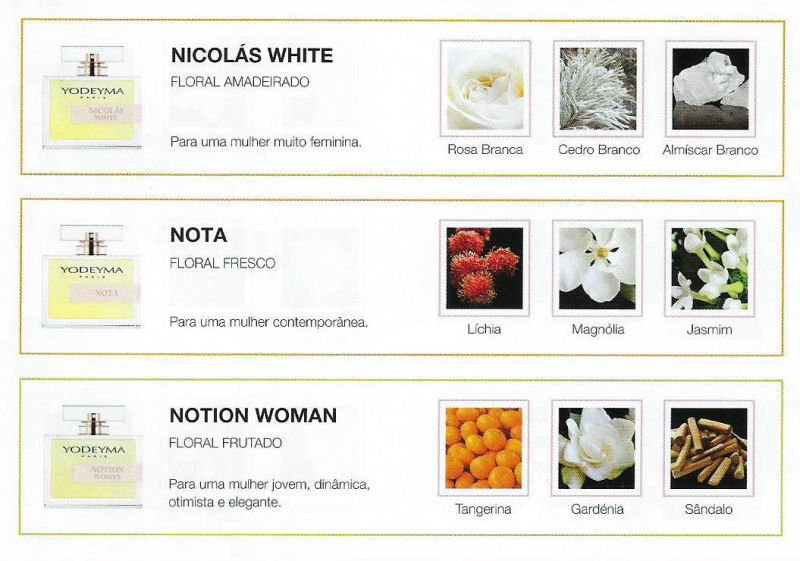 YODEYMA
PARIS
NICOLÁS
WHITE
NICOLÁS WHITE
FLORAL AMADEIRADO
Para uma mulher muito feminina.
Rosa Branca
Cedro Branco
Almíscar Branco
YODEYMA
PARIS
NOTA
NOTA
FLORAL FRESCO
Para uma mulher contemporânea.
Líchia
Magnólia
Jasmim
YODEYMA
PARIS
NOTION
WOMAN
NOTION WOMAN
FLORAL FRUTADO
Para uma mulher jovem, dinâmica,
otimista e elegante.
Tangerina
Gardénia
Sândalo